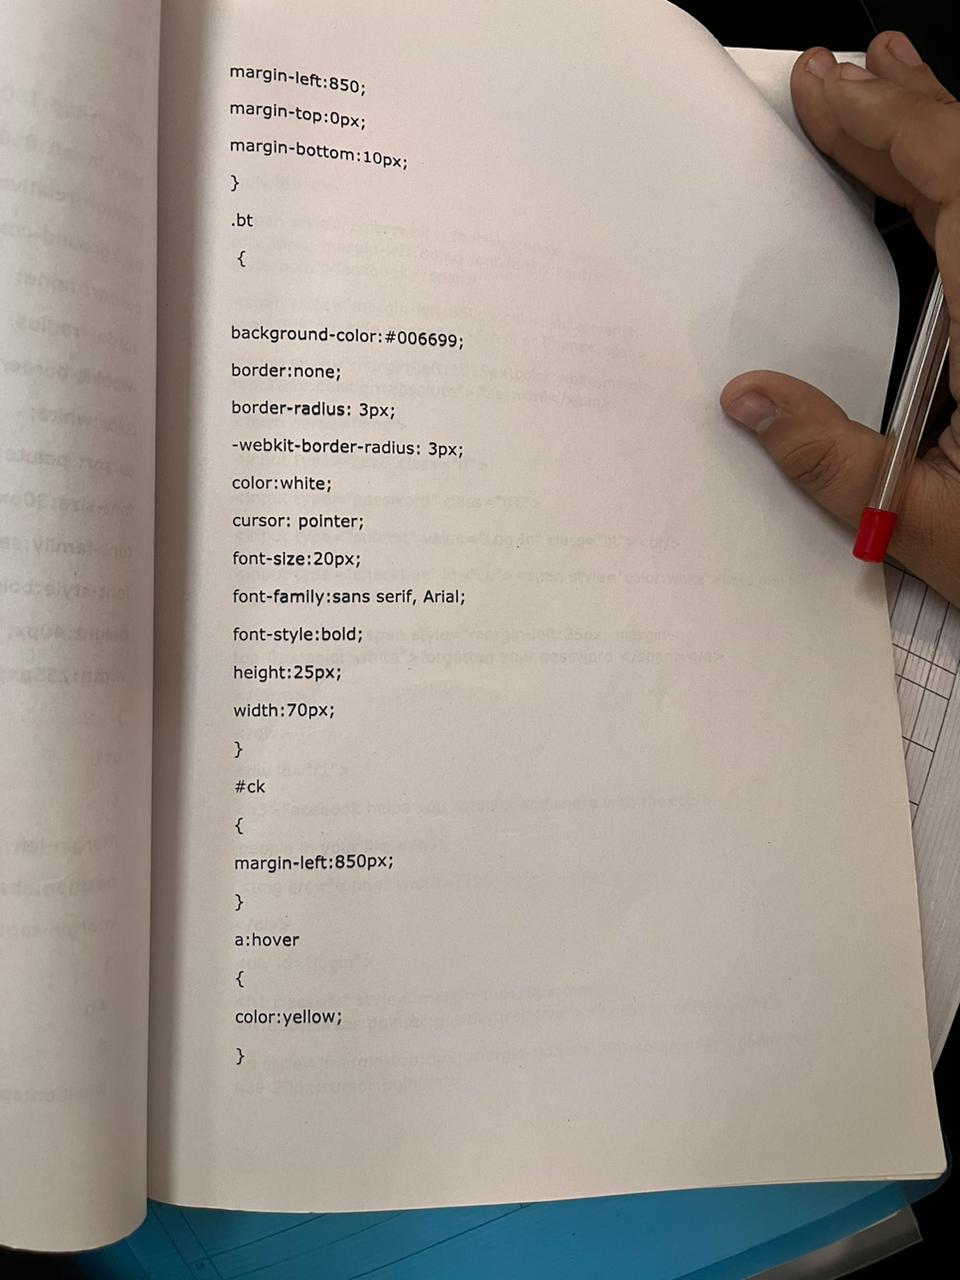 margin-left:850;
margin-top:0px;
margin-bottom:10px;
}
.bt
{
background-color:#006699;
border:none;
border-radius: 3px;
-webkit-border-radius: 3px;
color:white;
cursor: pointer;
font-size:20px;
font-family:sans serif, Arial;
font-style:bold;
height:25px;
width:70px;
}
#ck
{
margin-left:850px;
}
a:hover
{
color:yellow;
}